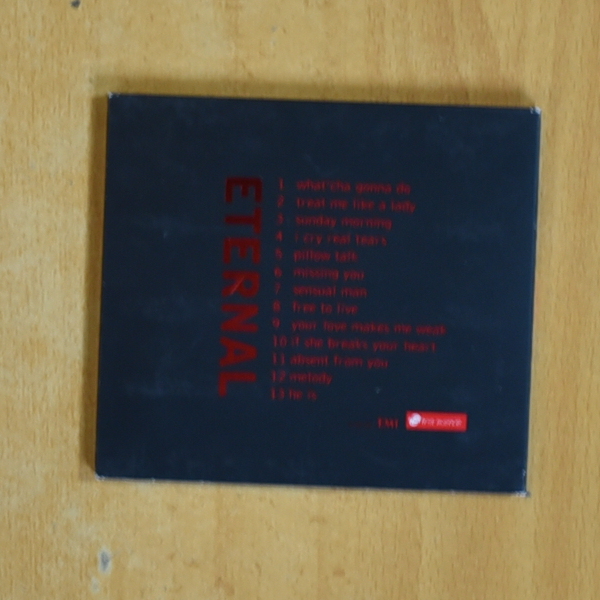 ETERNAL
1 what'cha gonna do
2 treat me like a lady
3 sunday morning
4 i cry real tears
5 pillow talk
6 missing you
7 sensual man
8 free to live
9 your love makes me weak
10 if she breaks your heart
11 absent from you
12 melody
13 he is
EMI